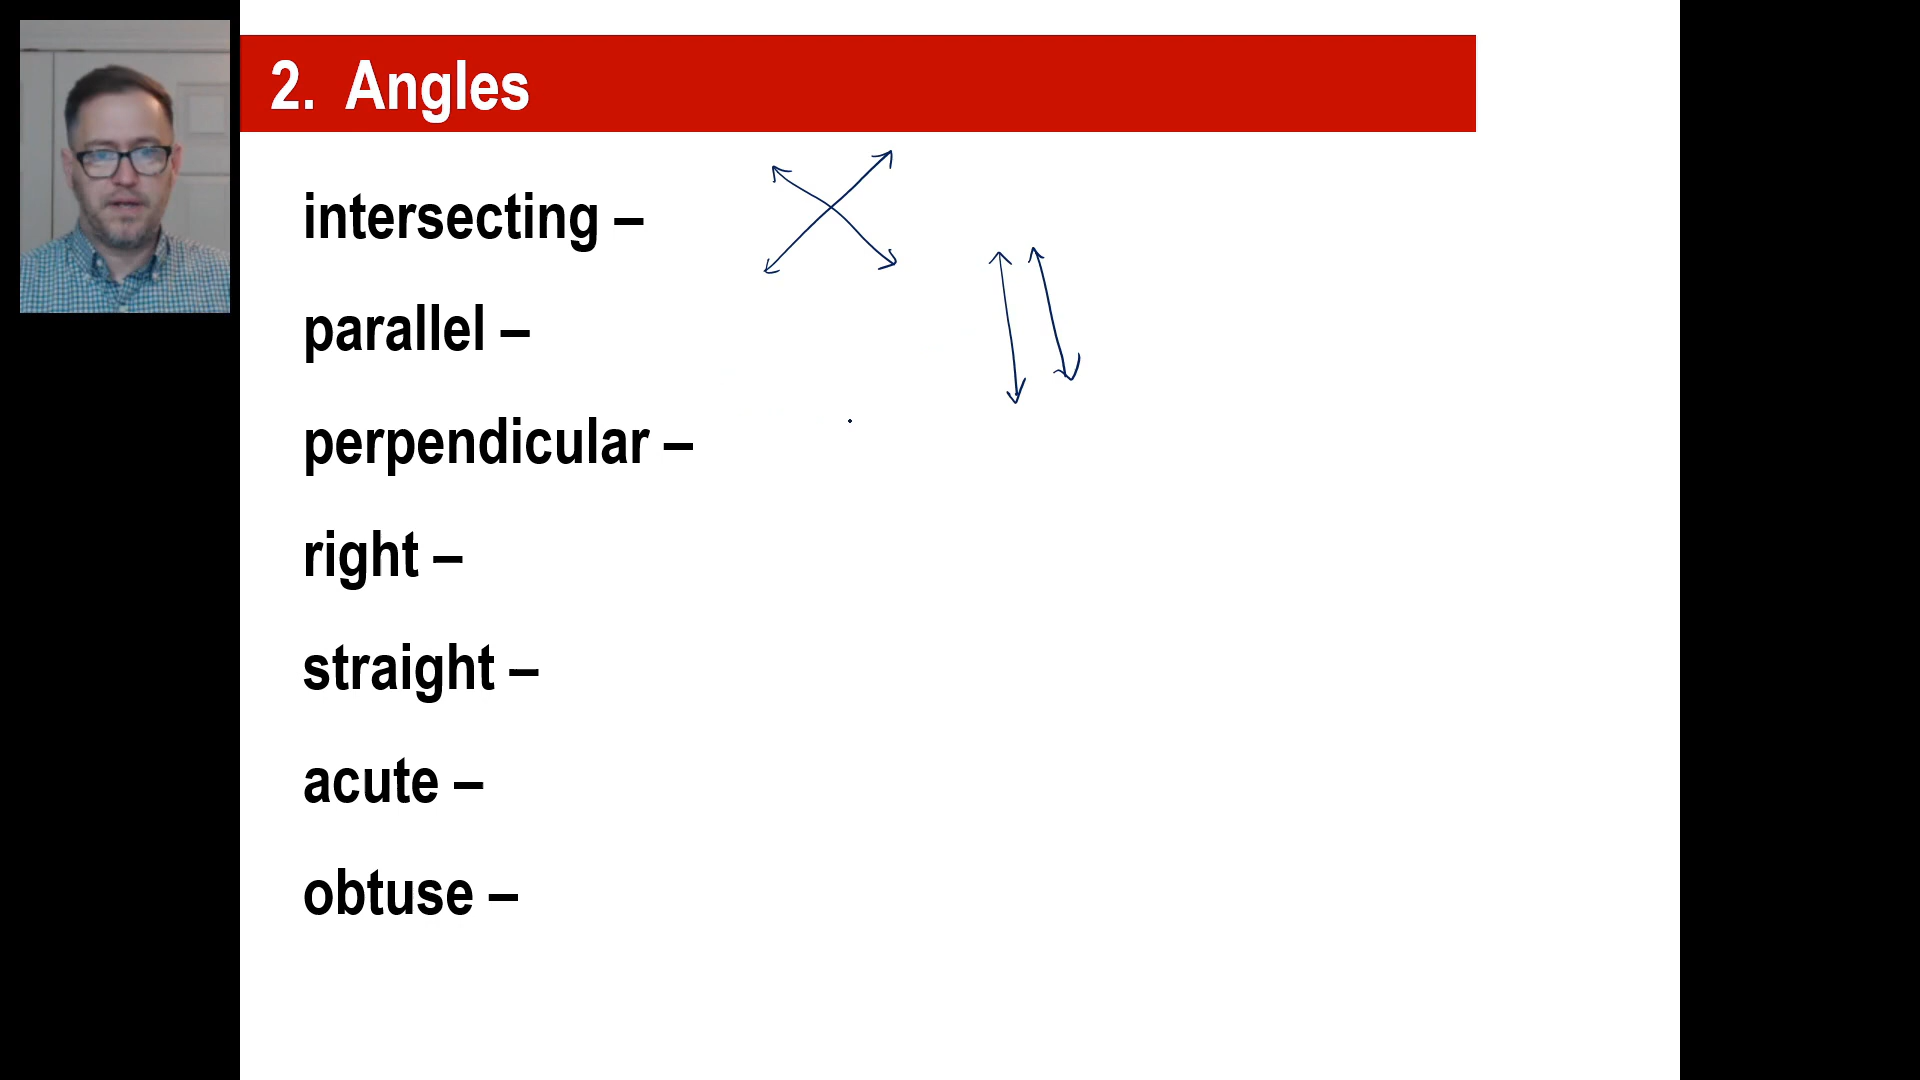 2. Angles
intersecting –
parallel –
perpendicular –
right –
straight –
acute –
obtuse –